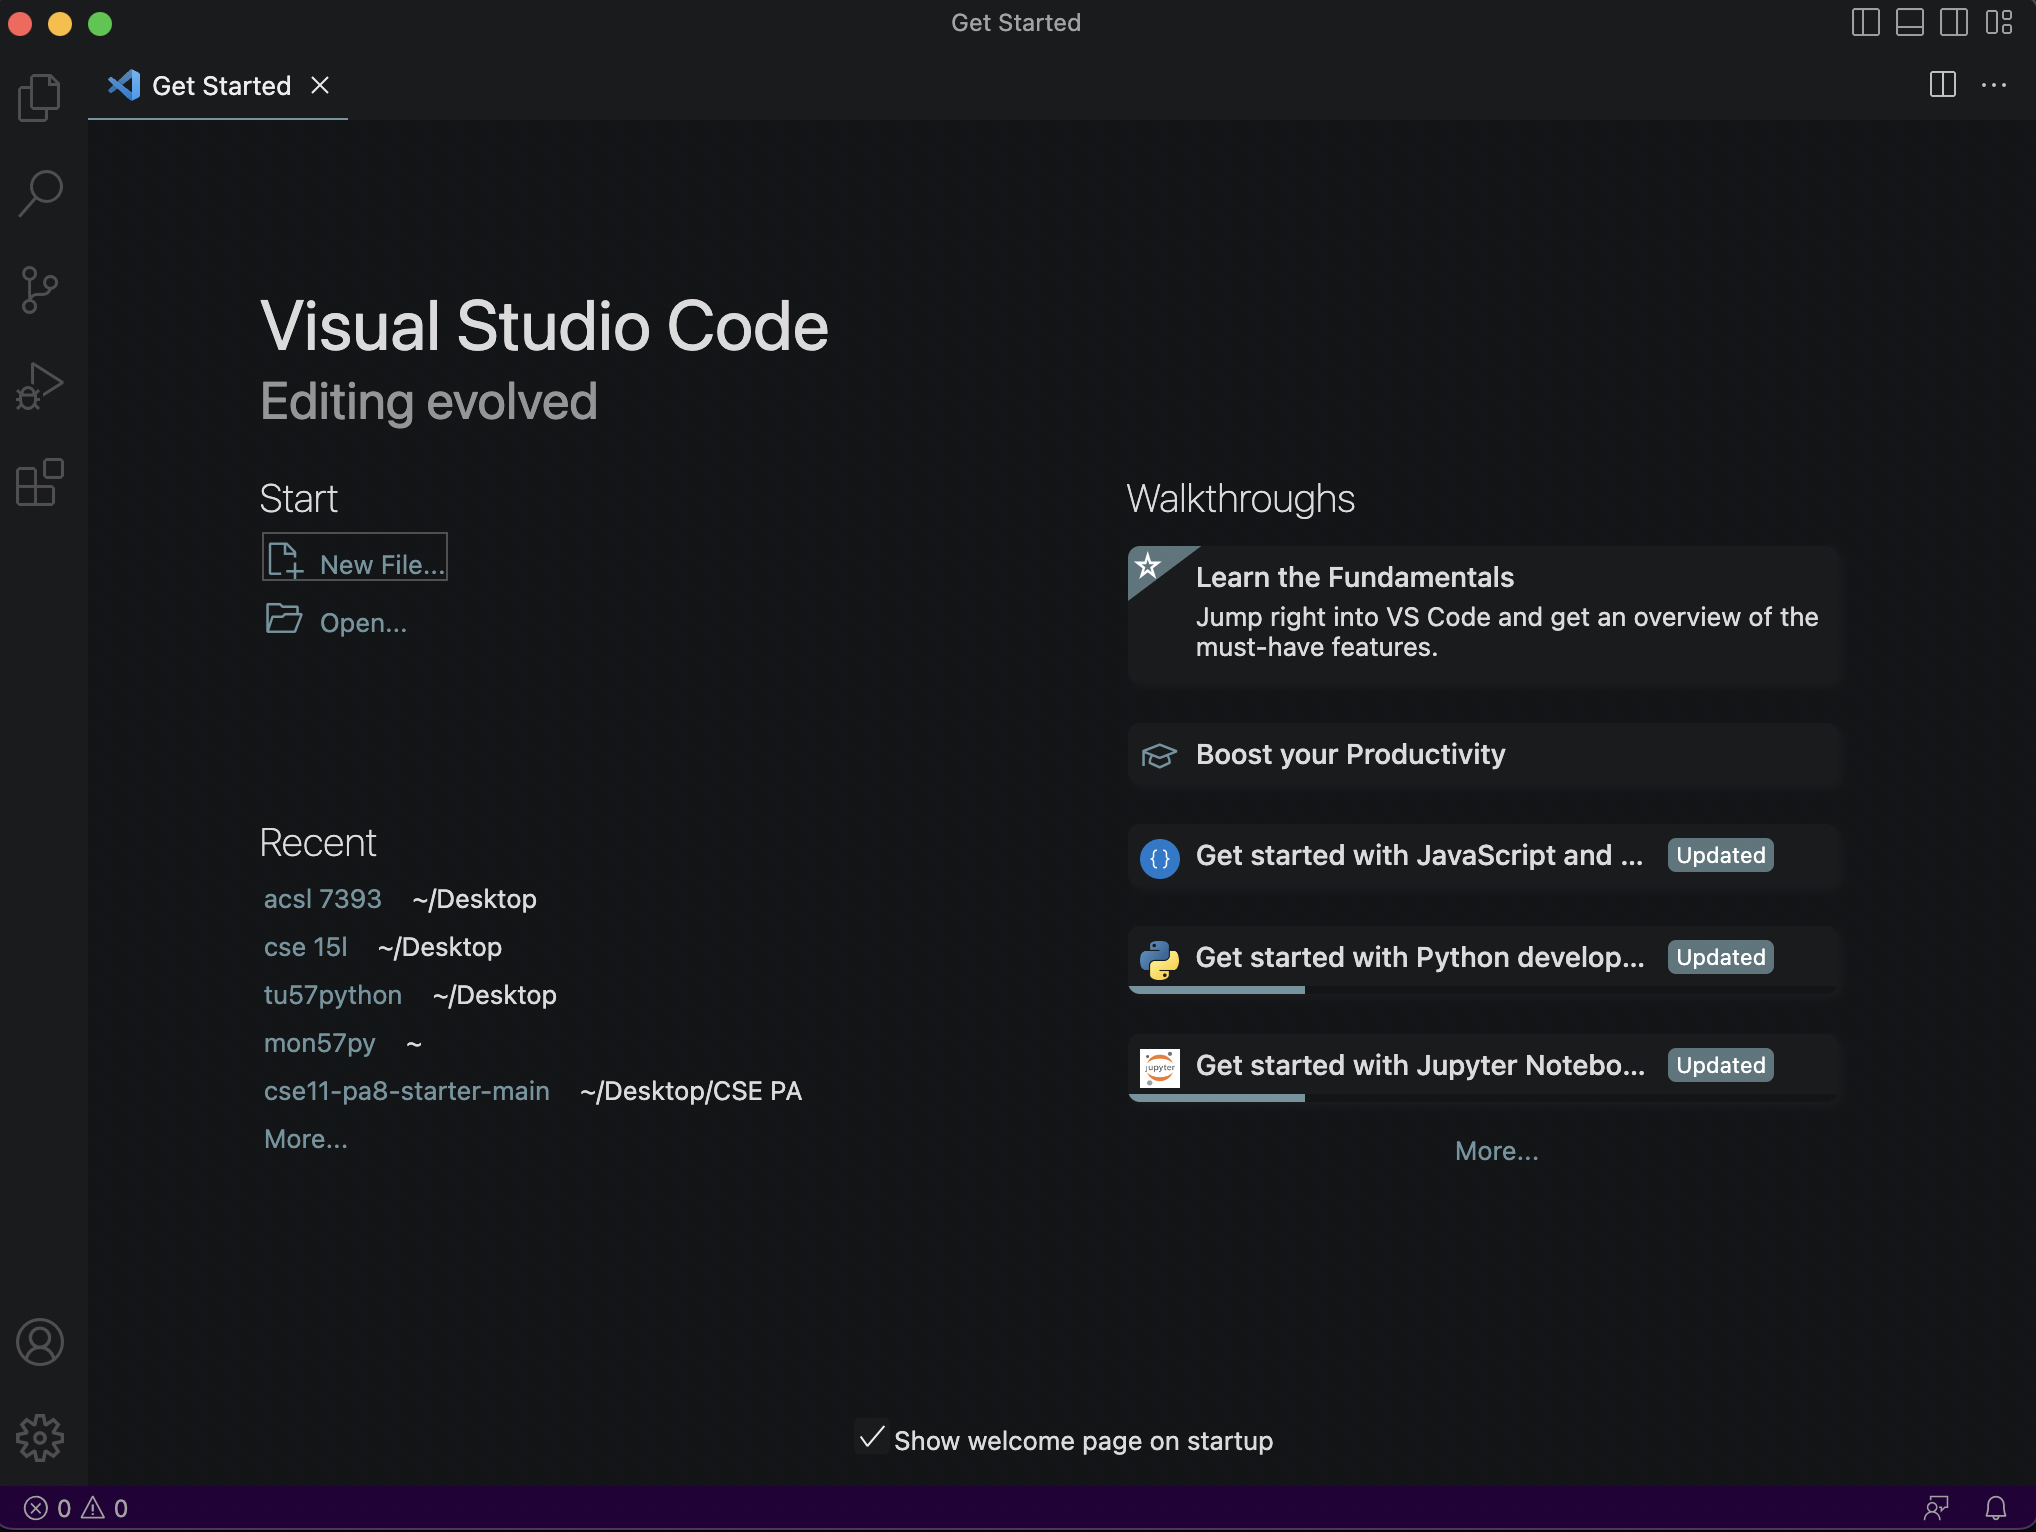 Get Started
Get Started
Visual Studio Code
Editing evolved
Start
New File...
Open...
Recent
acsl 7393 ~/Desktop
cse 15l ~/Desktop
tu57python ~/Desktop
mon57py ~
cse11-pa8-starter-main ~/Desktop/CSE PA
More...
Walkthroughs
Learn the Fundamentals
Jump right into VS Code and get an overview of the
must-have features.
Boost your Productivity
Get started with JavaScript and ... Updated
Get started with Python develop... Updated
jupyter
Get started with Jupyter Notebo... Updated
More...
Show welcome page on startup
0 0